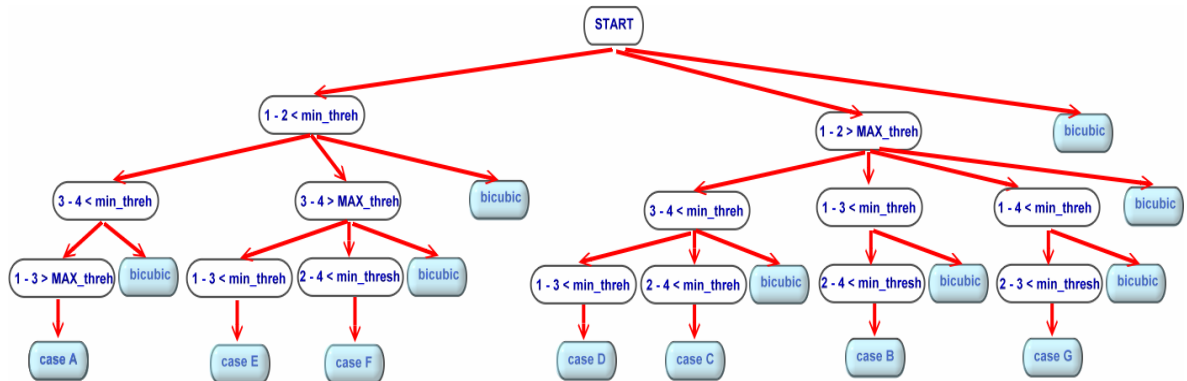 START
1 - 2 < min_threh
1 - 2 > MAX_threh
bicubic
3 - 4 < min_threh
3 - 4 > MAX_threh
bicubic
3 - 4 < min_threh
1 - 3 < min_threh
1 - 4 < min_threh
bicubic
1 - 3 > MAX_threh
bicubic
1 - 3 < min_threh
2 - 4 < min_thresh
bicubic
1 - 3 < min_threh
2 - 4 < min_threh
bicubic
2 - 4 < min_thresh
bicubic
2 - 3 < min_thresh
bicubic
case A
case E
case F
case D
case C
case B
case G